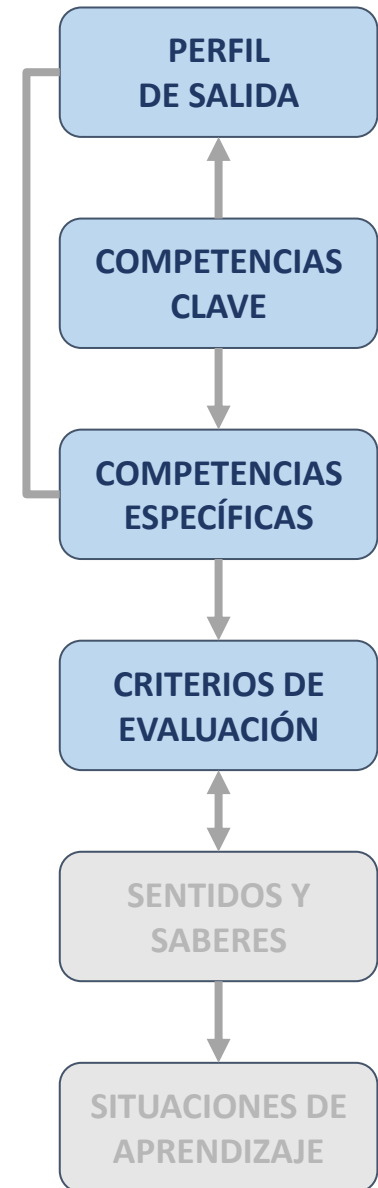 PERFIL
DE SALIDA
COMPETENCIAS
CLAVE
COMPETENCIAS
ESPECÍFICAS
CRITERIOS DE
EVALUACIÓN
SENTIDOS Y
SABERES
SITUACIONES DE
APRENDIZAJE